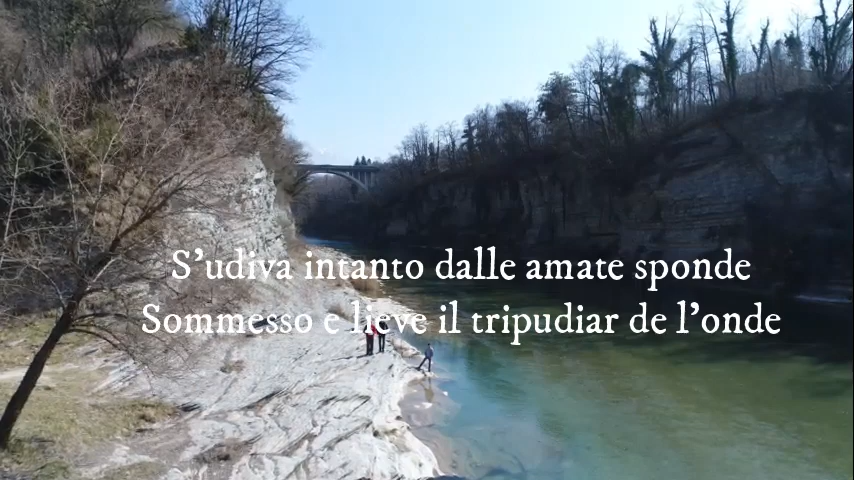 S'udiva intanto dalle amate sponde
Sommesso e lieve il tripudiar de l'onde